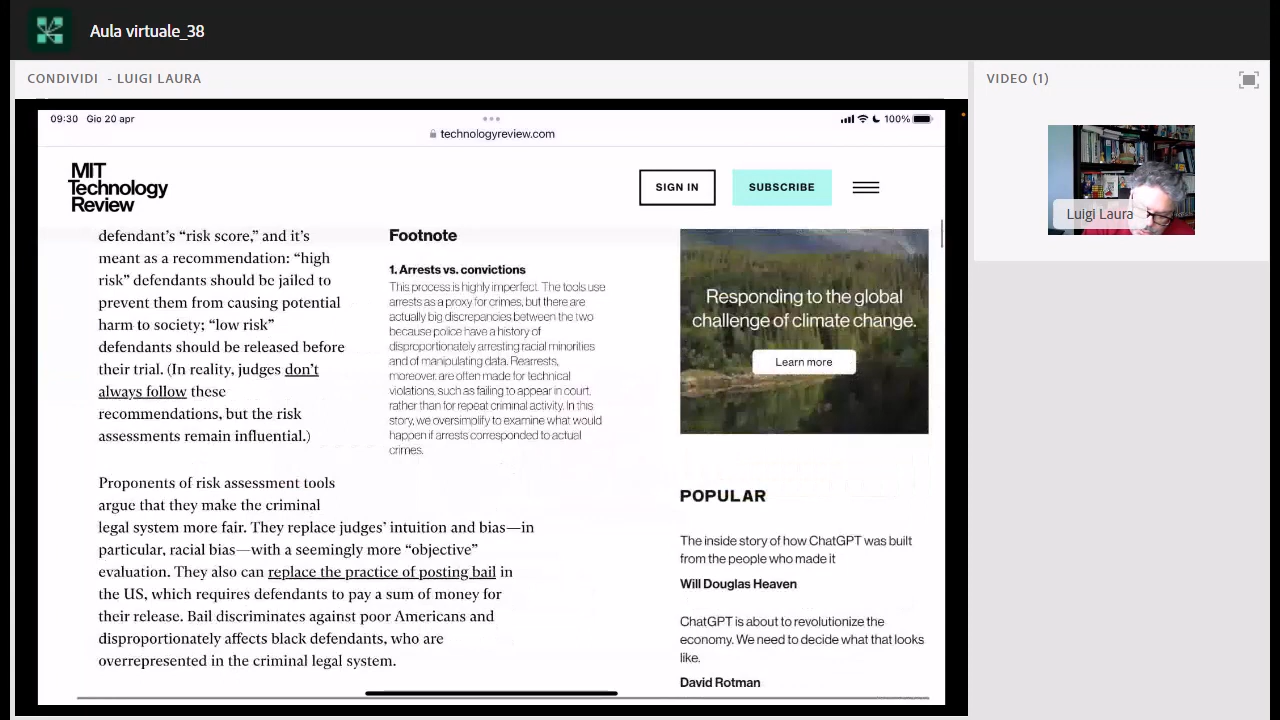 Aula virtuale_38
CONDIVIDI - LUIGI LAURA
VIDEO (1)
09:30 Gio 20 apr
100%
technologyreview.com
MIT
Technology
Review
SIGN IN
SUBSCRIBE
Luigi Laura
defendant's “risk score,” and it's
meant as a recommendation: “high
risk” defendants should be jailed to
prevent them from causing potential
harm to society; “low risk”
defendants should be released before
their trial. (In reality, judges don't
always follow these
recommendations, but the risk
assessments remain influential.)
Proponents of risk assessment tools
argue that they make the criminal
legal system more fair. They replace judges' intuition and bias—in
particular, racial bias—with a seemingly more “objective”
evaluation. They also can replace the practice of posting bail in
the US, which requires defendants to pay a sum of money for
their release. Bail discriminates against poor Americans and
disproportionately affects black defendants, who are
overrepresented in the criminal legal system.
Footnote
1. Arrests vs. convictions
This process is highly imperfect. The tools use
arrests as a proxy for crimes, but there are
actually big discrepancies between the two
because police have a history of
disproportionately arresting racial minorities
and of manipulating data. Rearrests,
moreover, are often made for technical
violations, such as failing to appear in court,
rather than for repeat criminal activity. In this
story, we oversimplify to examine what would
happen if arrests corresponded to actual
crimes.
Responding to the global
challenge of climate change.
Learn more
POPULAR
The inside story of how ChatGPT was built
from the people who made it
Will Douglas Heaven
ChatGPT is about to revolutionize the
economy. We need to decide what that looks
like.
David Rotman